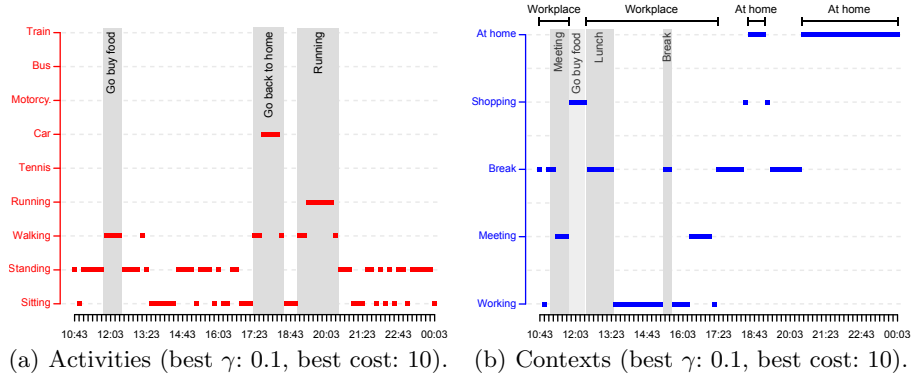 Workplace Workplace At home At home
Train
Bus
Motorcy.
Car
Tennis
Running
Walking
Standing
Sitting
Go buy food
Go back to home
Running
10:43 12:03 13:23 14:43 16:03 17:23 18:43 20:03 21:23 22:43 00:03
At home
Shopping
Break
Meeting
Working
Meeting
Go buy food
Lunch
Break
10:43 12:03 13:23 14:43 16:03 17:23 18:43 20:03 21:23 22:43 00:03
(a) Activities (best γ: 0.1, best cost: 10). (b) Contexts (best γ: 0.1, best cost: 10).